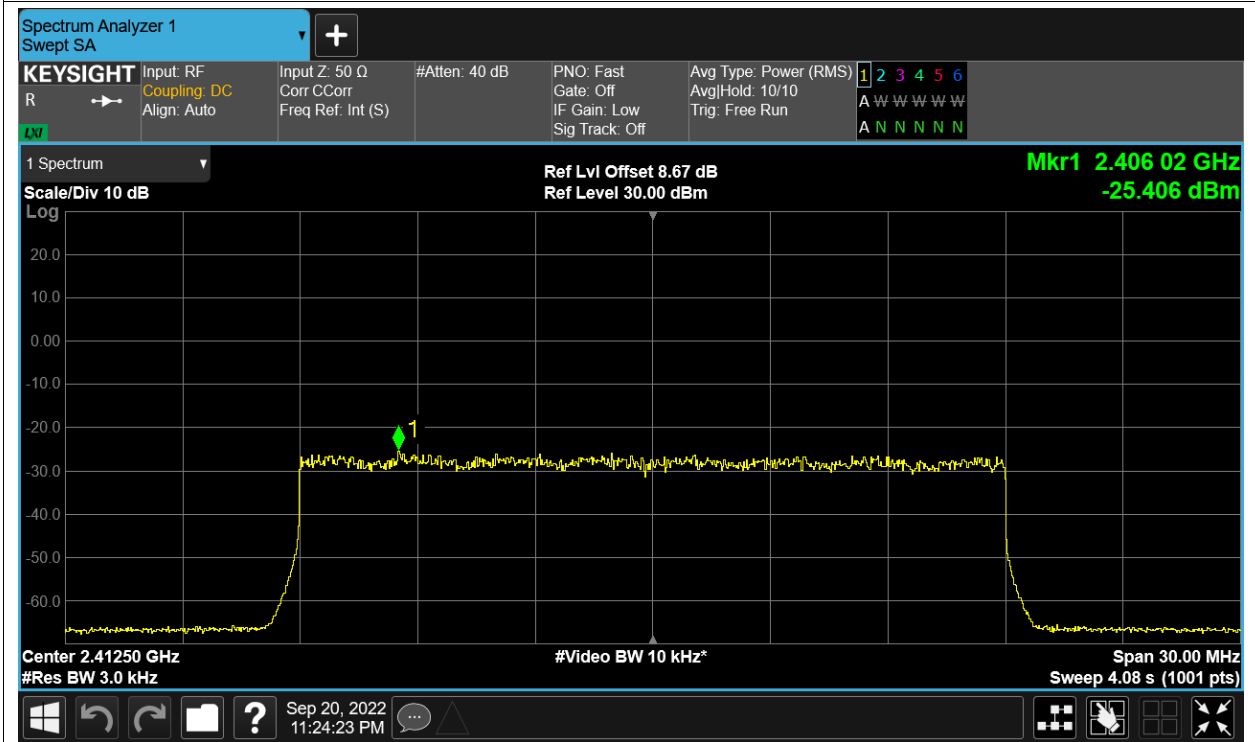 Spectrum Analyzer 1
Swept SA
+
KEYSIGHT
R
LXI
Input: RF
Coupling: DC
Align: Auto
Input Z: 50 Ω
Corr CCorr
Freq Ref: Int (S)
#Atten: 40 dB
PNO: Fast
Gate: Off
IF Gain: Low
Sig Track: Off
Avg Type: Power (RMS)
Avg|Hold: 10/10
Trig: Free Run
1 2 3 4 5 6
A W W W W W
A N N N N N
1 Spectrum
Scale/Div 10 dB
Log
Ref Lvl Offset 8.67 dB
Ref Level 30.00 dBm
Mkr1 2.406 02 GHz
-25.406 dBm
20.0
10.0
0.00
-10.0
-20.0
-30.0
-40.0
-50.0
-60.0
1
Center 2.41250 GHz
#Res BW 3.0 kHz
#Video BW 10 kHz*
Span 30.00 MHz
Sweep 4.08 s (1001 pts)
?
Sep 20, 2022
11:24:23 PM